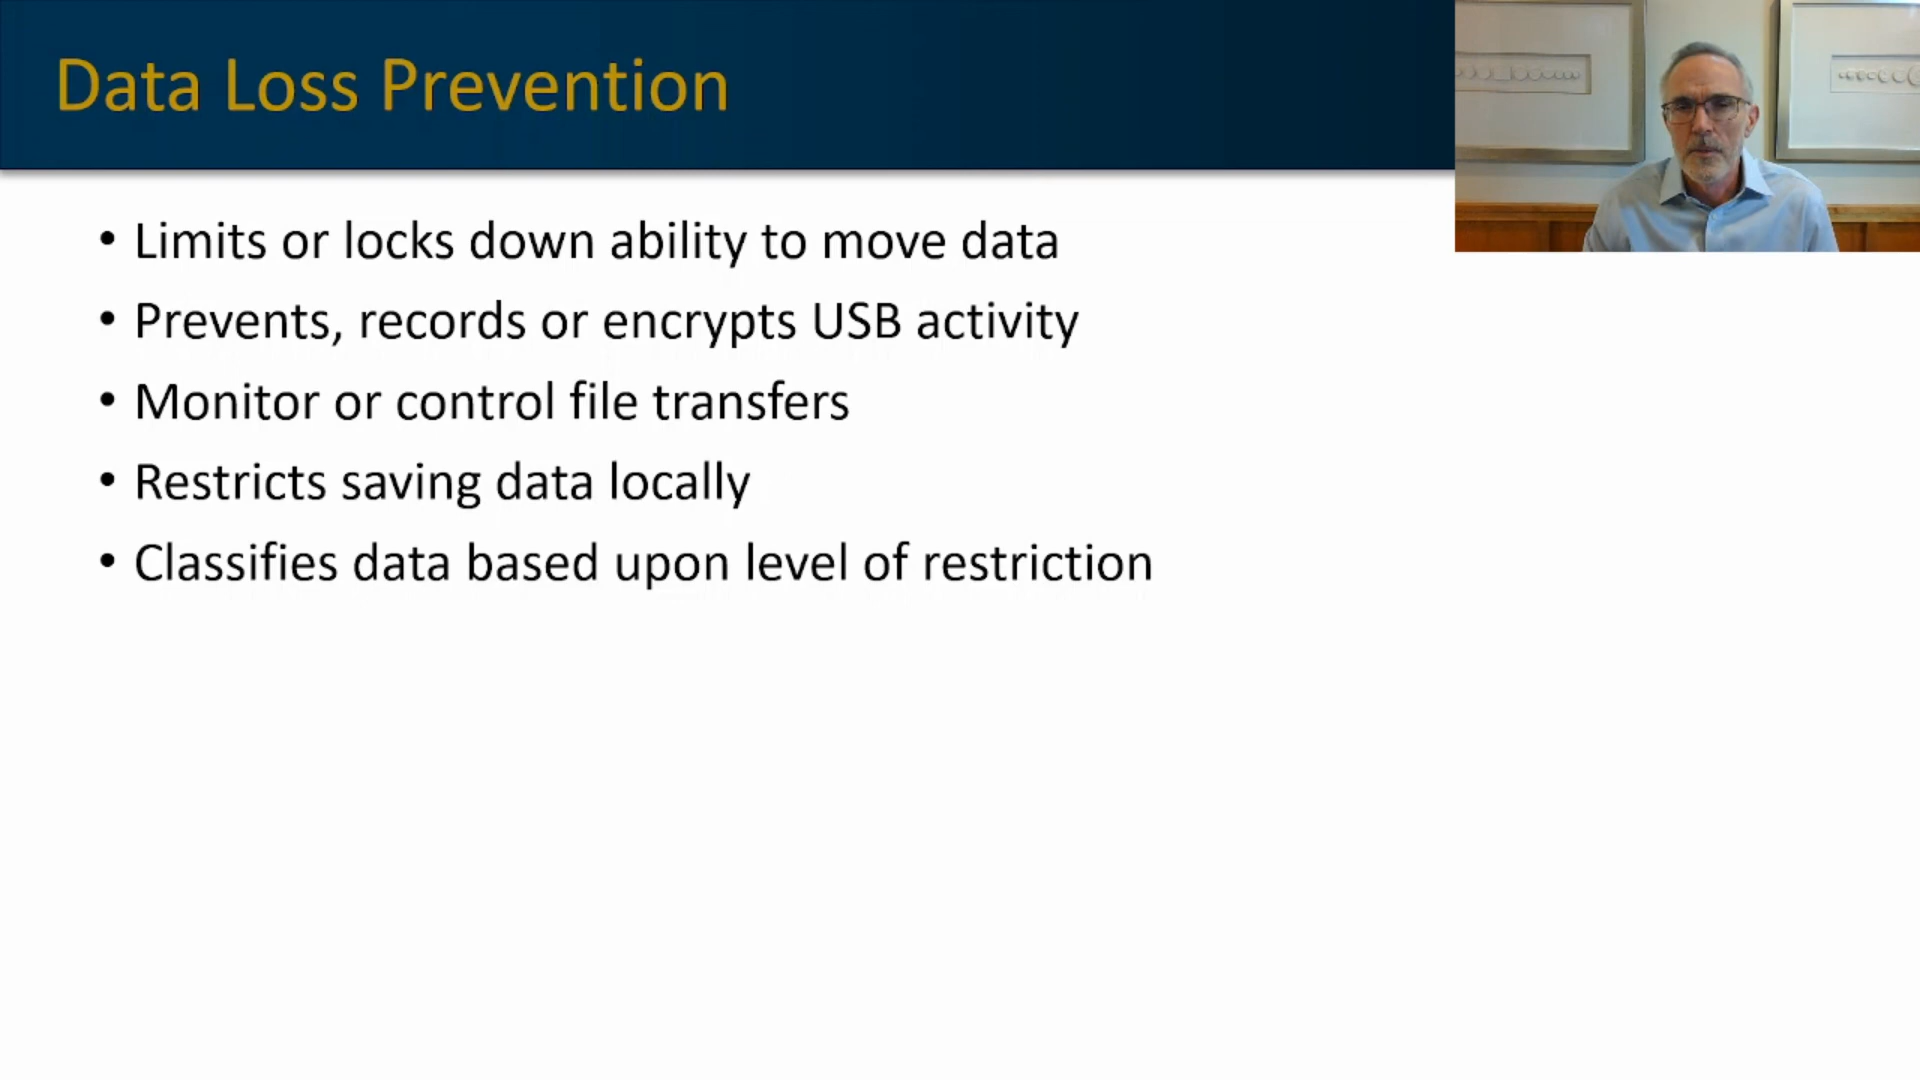 Data Loss Prevention
• Limits or locks down ability to move data
• Prevents, records or encrypts USB activity
• Monitor or control file transfers
• Restricts saving data locally
• Classifies data based upon level of restriction